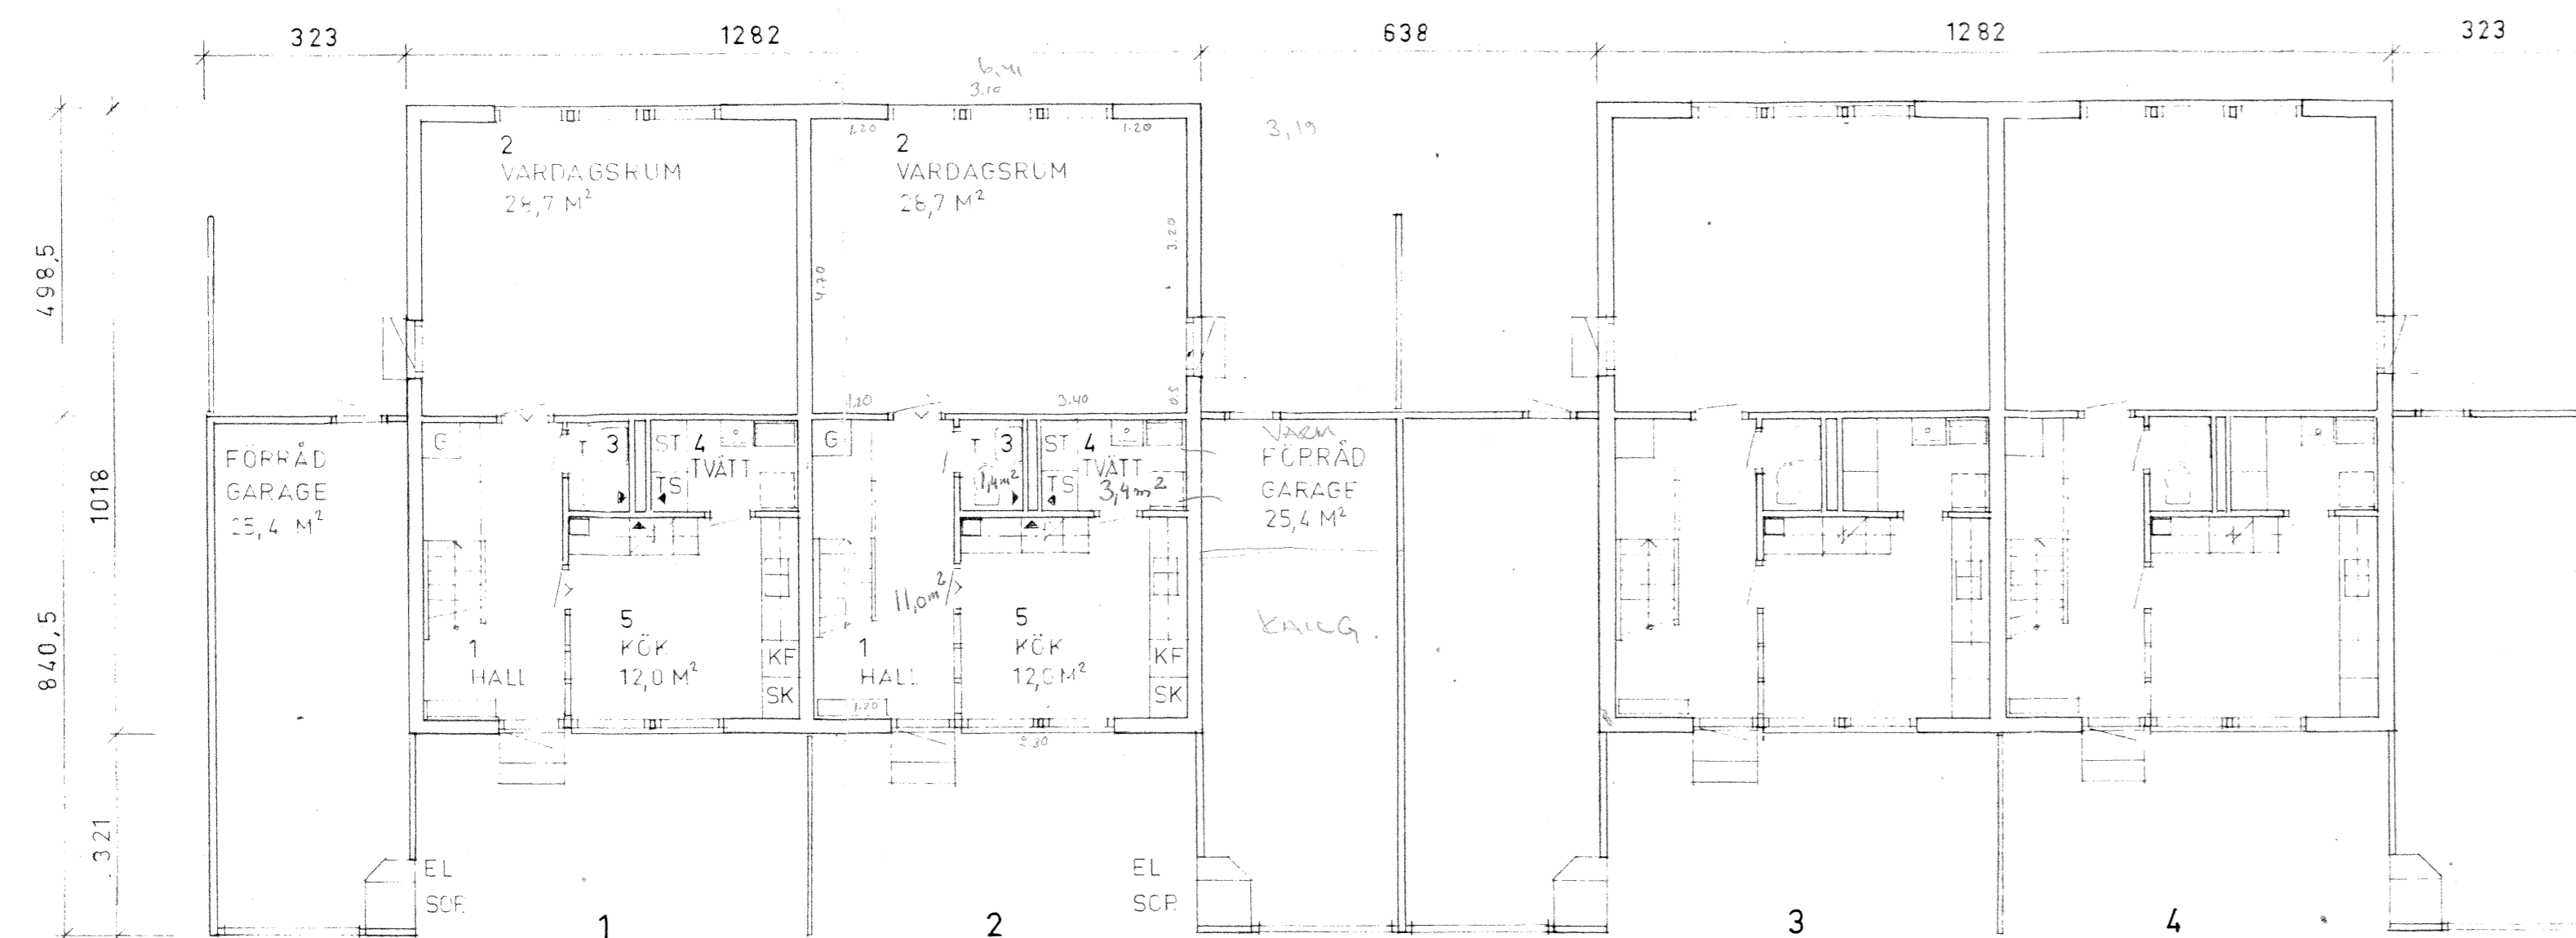 323
1282
638
1282
323
6,41
3.10
1.20
1.20
3,19
2
VARDAGSRUM
28,7 M²
2
VARDAGSRUM
28,7 M²
4.70
3.20
498,5
1.20
3.40
0.5
1018
840,5
321
FÖRRÅD
GARAGE
25,4 M²
G
T
3
ST
4
TVÄTT
TS
G
T
3
1,4m²
ST
4
TVÄTT
TS
3,4m²
VARM
FÖRRÅD
GARAGE
25,4 M²
11,0m²
KALLG.
5
KÖK
12,0 M²
1
HALL
KF
SK
5
KÖK
12,0 M²
1
HALL
KF
SK
1.20
2.30
EL
SOP.
EL
SOP.
1
2
3
4